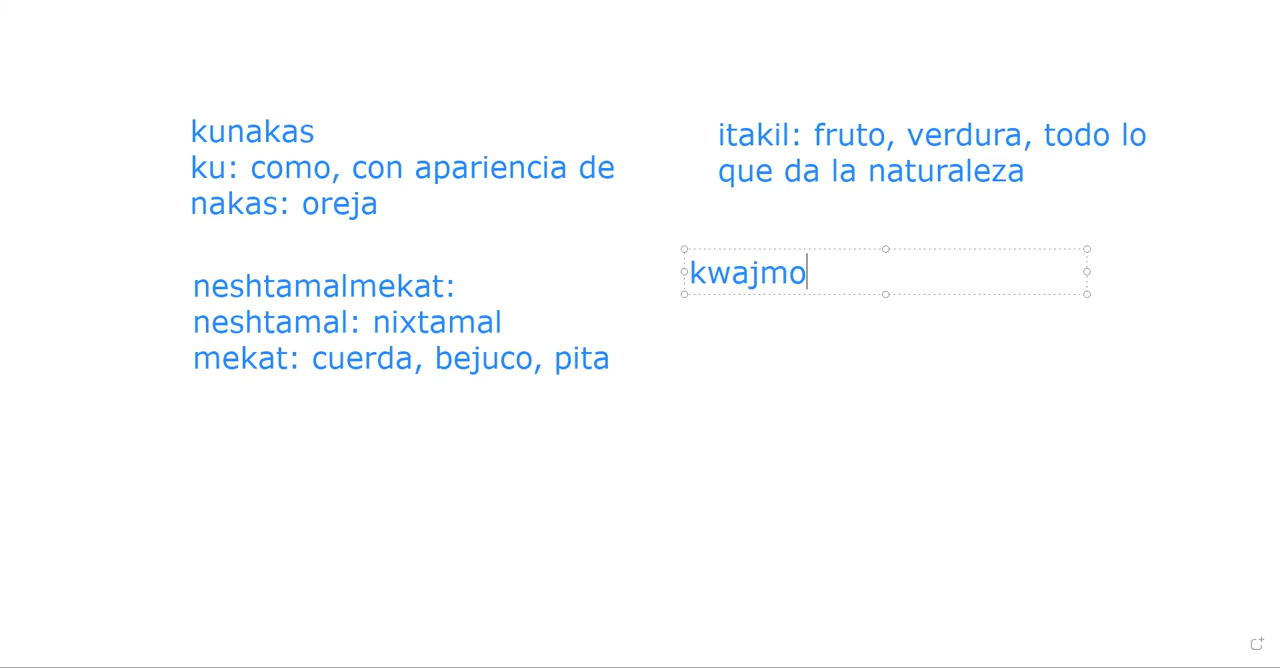 kunakas
ku: como, con apariencia de
nakas: oreja
neshtamalmekat:
neshtamal: nixtamal
mekat: cuerda, bejuco, pita
itakil: fruto, verdura, todo lo
que da la naturaleza
kwajmo